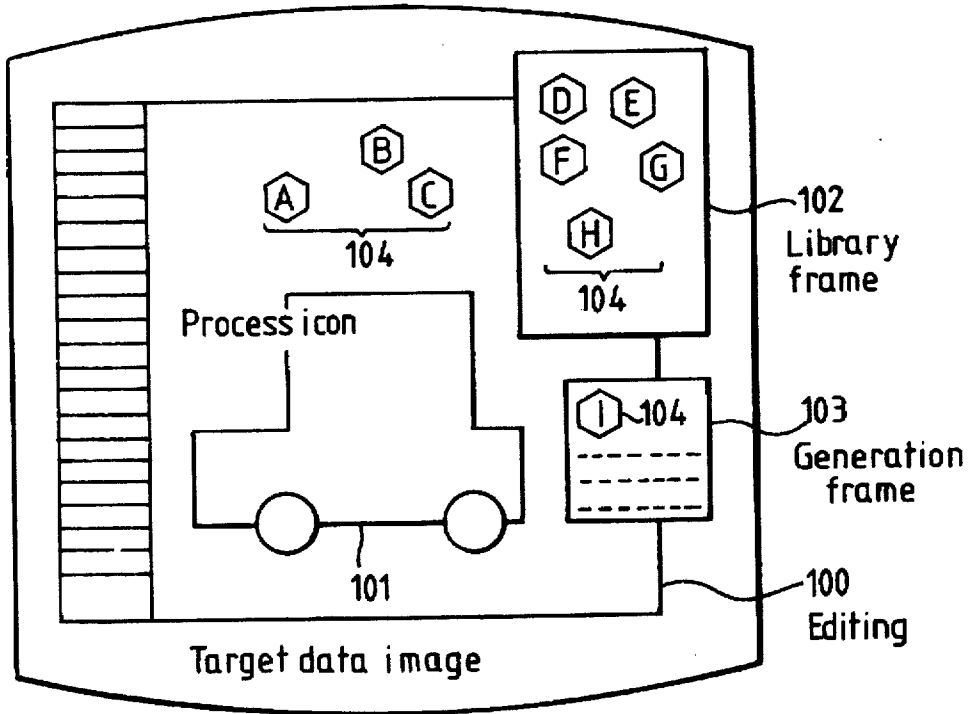 D E
B
F G
A C
102
104
H
Library
frame
104
Process icon
I 104
103
Generation
frame
101
100
Editing
Target data image